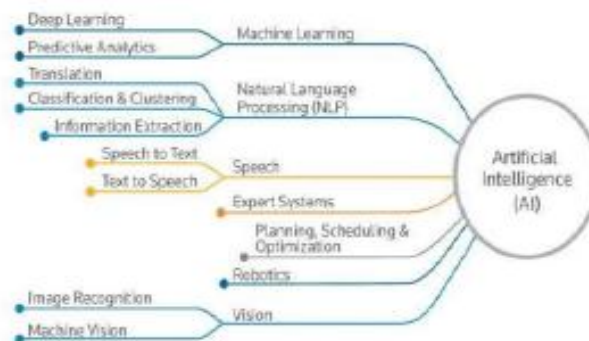 Deep Learning
Predictive Analytics
Machine Learning
Translation
Classification & Clustering
Information Extraction
Natural Language
Processing (NLP)
Speech to Text
Text to Speech
Speech
Expert Systems
Planning, Scheduling &
Optimization
Robotics
Image Recognition
Machine Vision
Vision
Artificial
Intelligence
(AI)